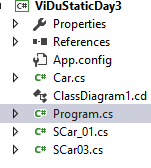 ViDuStaticDay3
Properties
References
App.config
Car.cs
ClassDiagram1.cd
Program.cs
SCar_01.cs
SCar03.cs